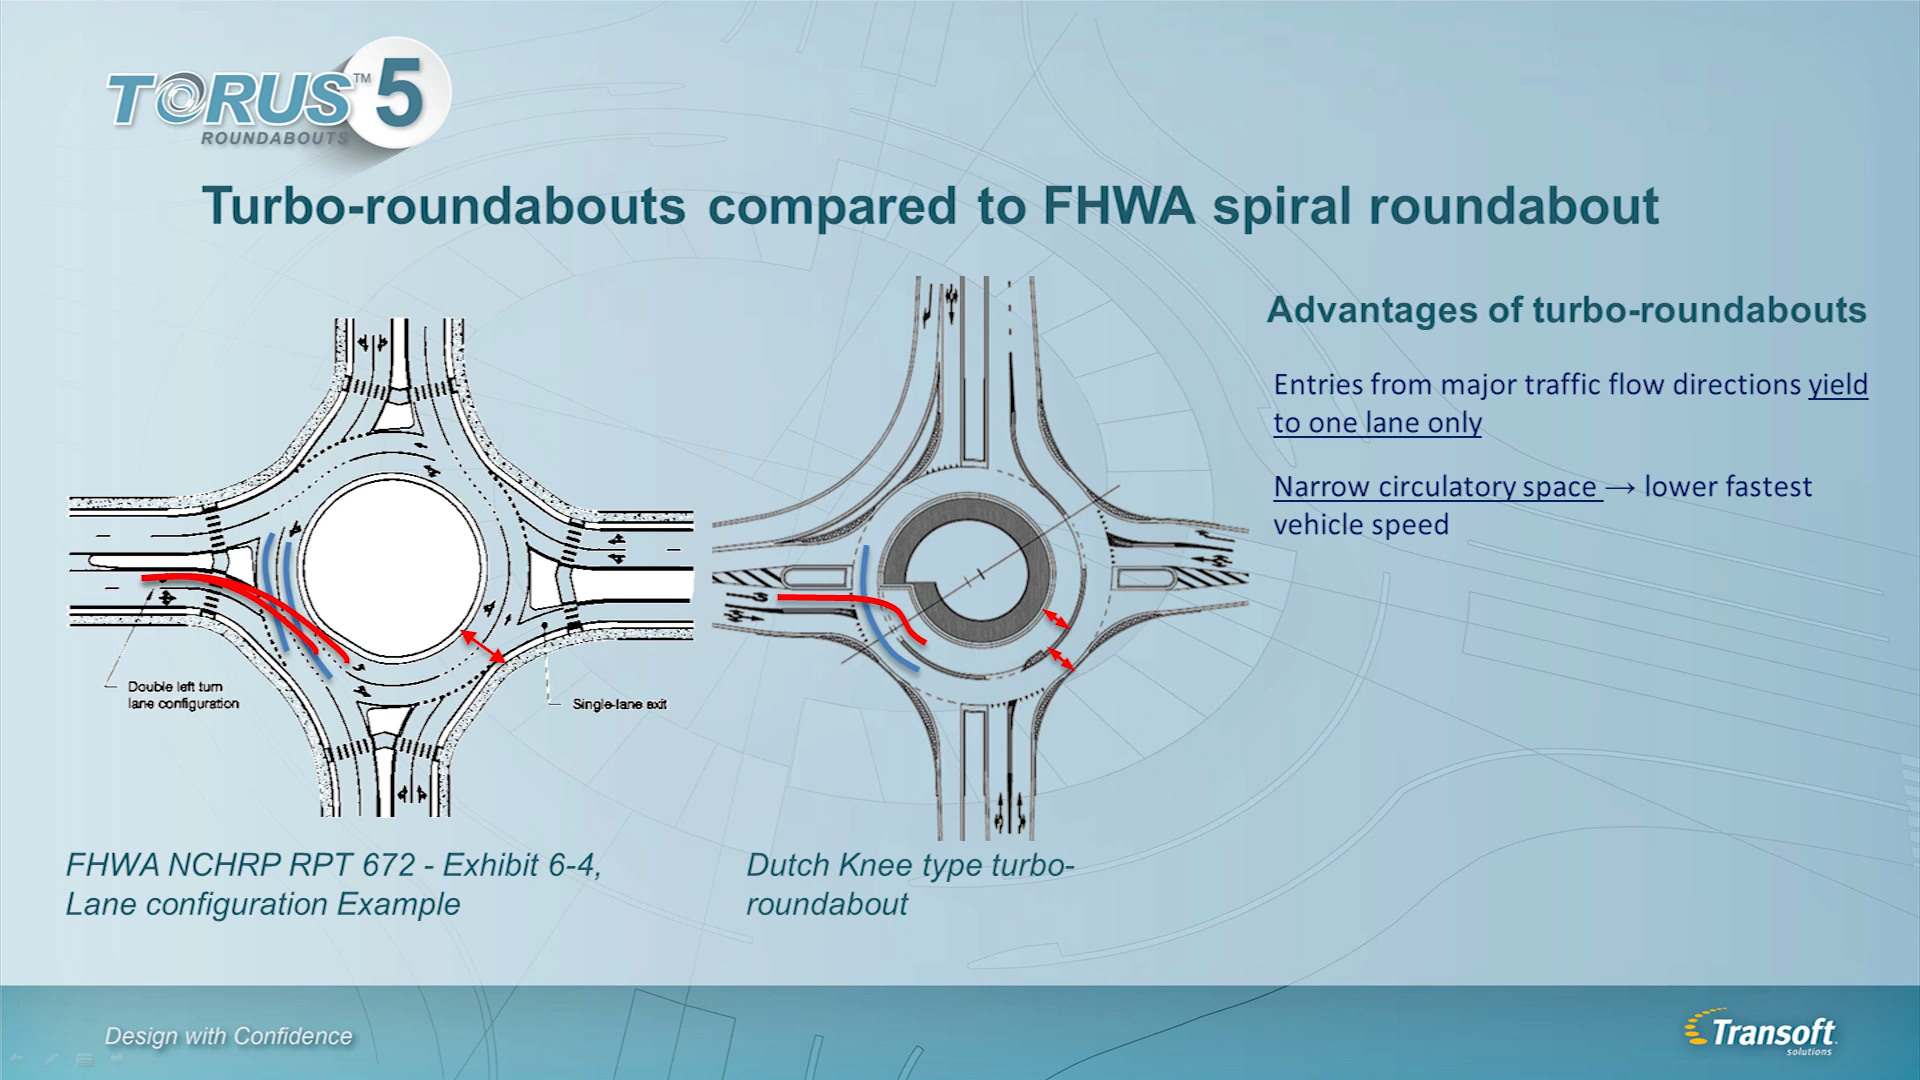 TORUS™ 5
ROUNDABOUTS
Turbo-roundabouts compared to FHWA spiral roundabout
Advantages of turbo-roundabouts
Entries from major traffic flow directions yield
to one lane only
Narrow circulatory space → lower fastest
vehicle speed
Double left turn
lane configuration
Single-lane exit
FHWA NCHRP RPT 672 - Exhibit 6-4,
Lane configuration Example
Dutch Knee type turbo-
roundabout
Design with Confidence
Transoft
solutions